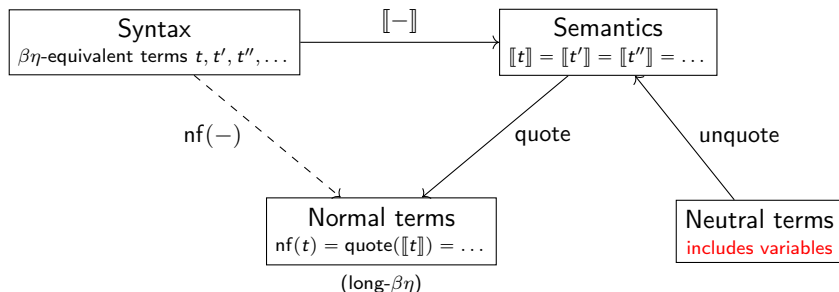 ⟦−⟧
Syntax
βη-equivalent terms t, t′, t′′, . . .
Semantics
⟦t⟧ = ⟦t′⟧ = ⟦t′′⟧ = . . .
nf(−)
quote
unquote
Normal terms
nf(t) = quote(⟦t⟧) = . . .
(long-βη)
Neutral terms
includes variables